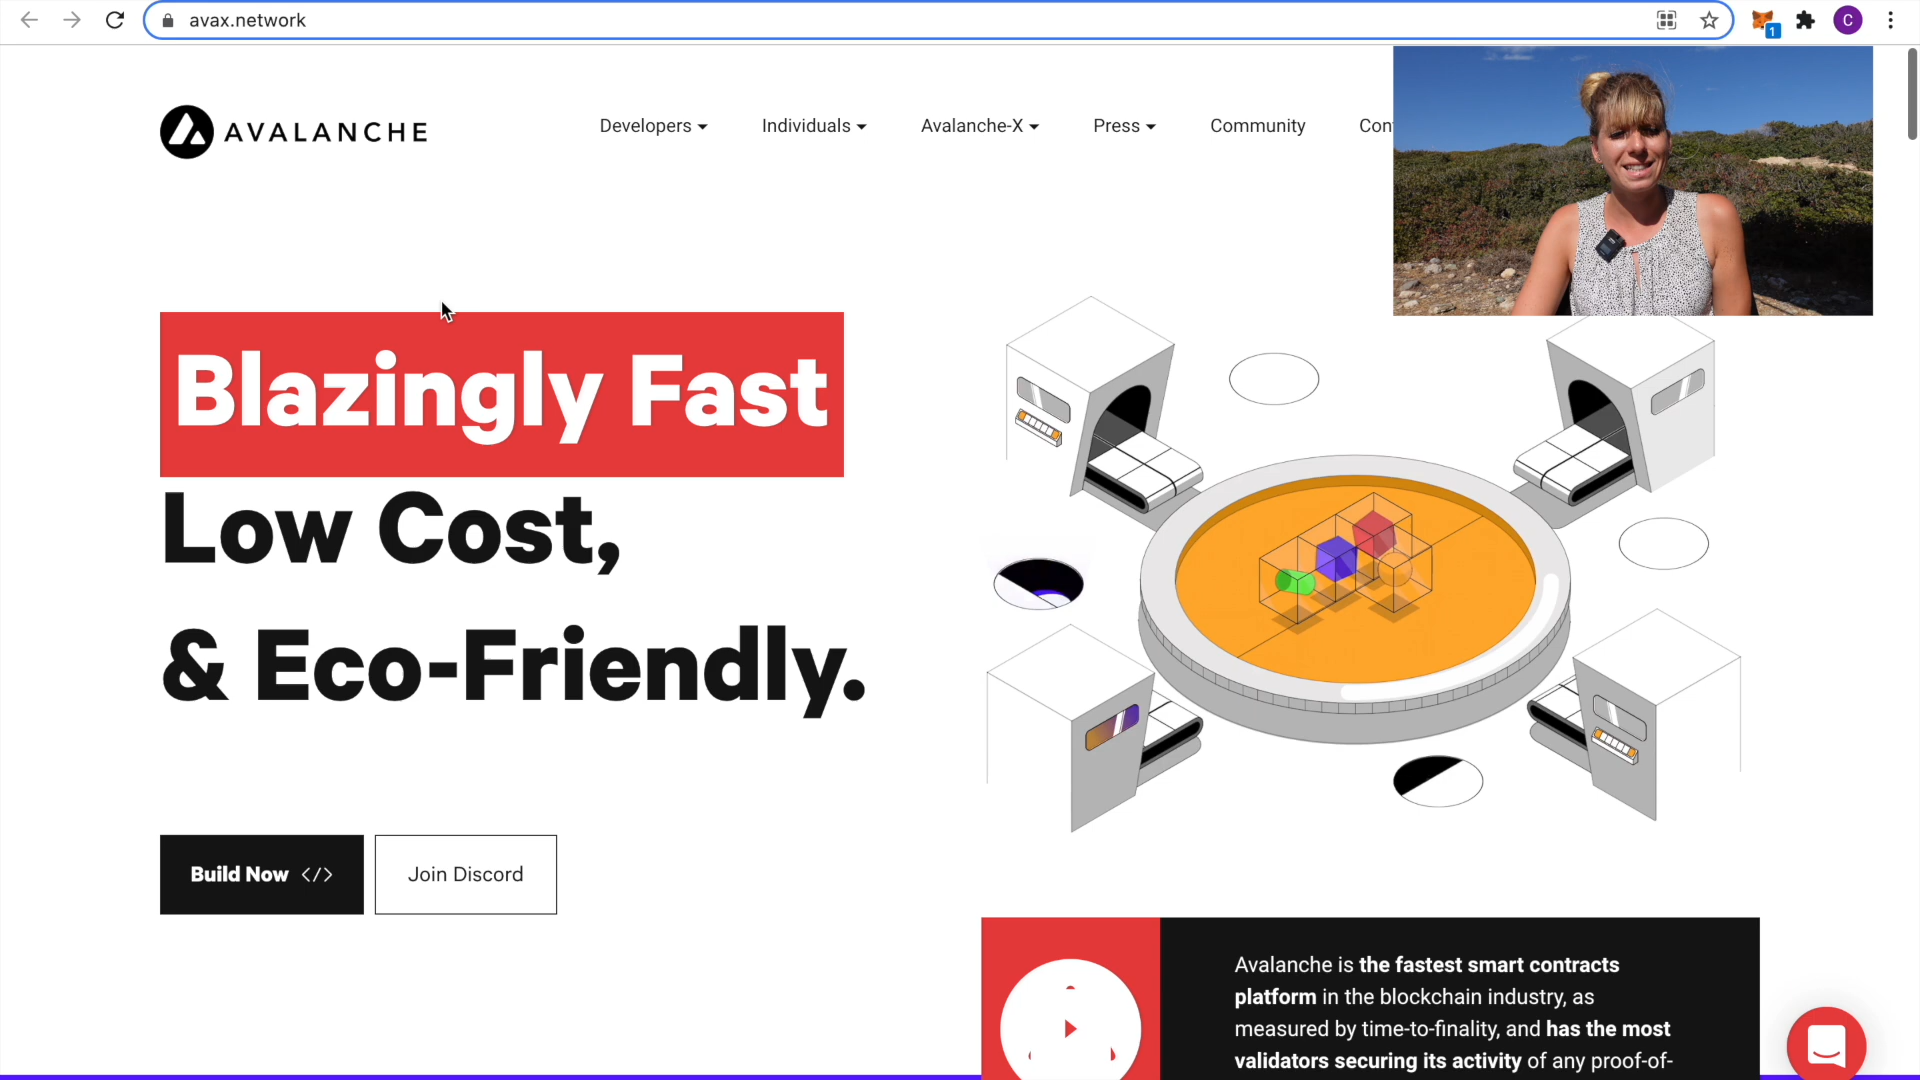 avax.network
1
C
AVALANCHE
Developers
Individuals
Avalanche-X
Press
Community
Con
Blazingly Fast
Low Cost,
& Eco-Friendly.
Build Now </>
Join Discord
Avalanche is the fastest smart contracts
platform in the blockchain industry, as
measured by time-to-finality, and has the most
validators securing its activity of any proof-of-